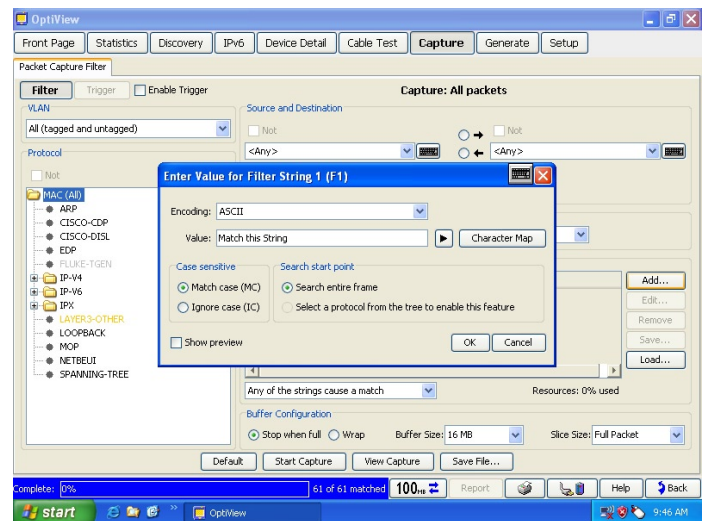 OptiView
Front Page Statistics Discovery IPv6 Device Detail Cable Test Capture Generate Setup
Packet Capture Filter
Filter Trigger Enable Trigger Capture: All packets
VLAN Source and Destination
All (tagged and untagged) Not Not
<Any> <Any>
Protocol
Not
MAC (All)
ARP
CISCO-CDP
CISCO-DISL
EDP
FLUKE-TGEN
IP-V4
IP-V6
IPX
LAYER3-OTHER
LOOPBACK
MOP
NETBEUI
SPANNING-TREE
Enter Value for Filter String 1 (F1)
Encoding: ASCII
Value: Match this String Character Map
Case sensitive Search start point
Match case (MC) Search entire frame
Ignore case (IC) Select a protocol from the tree to enable this feature
Show preview OK Cancel
Add...
Edit...
Remove
Save...
Load...
Any of the strings cause a match Resources: 0% used
Buffer Configuration
Stop when full Wrap Buffer Size: 16 MB Slice Size: Full Packet
Default Start Capture View Capture Save File...
Complete: 0% 61 of 61 matched 100 Report Help Back
start OptiView 9:46 AM